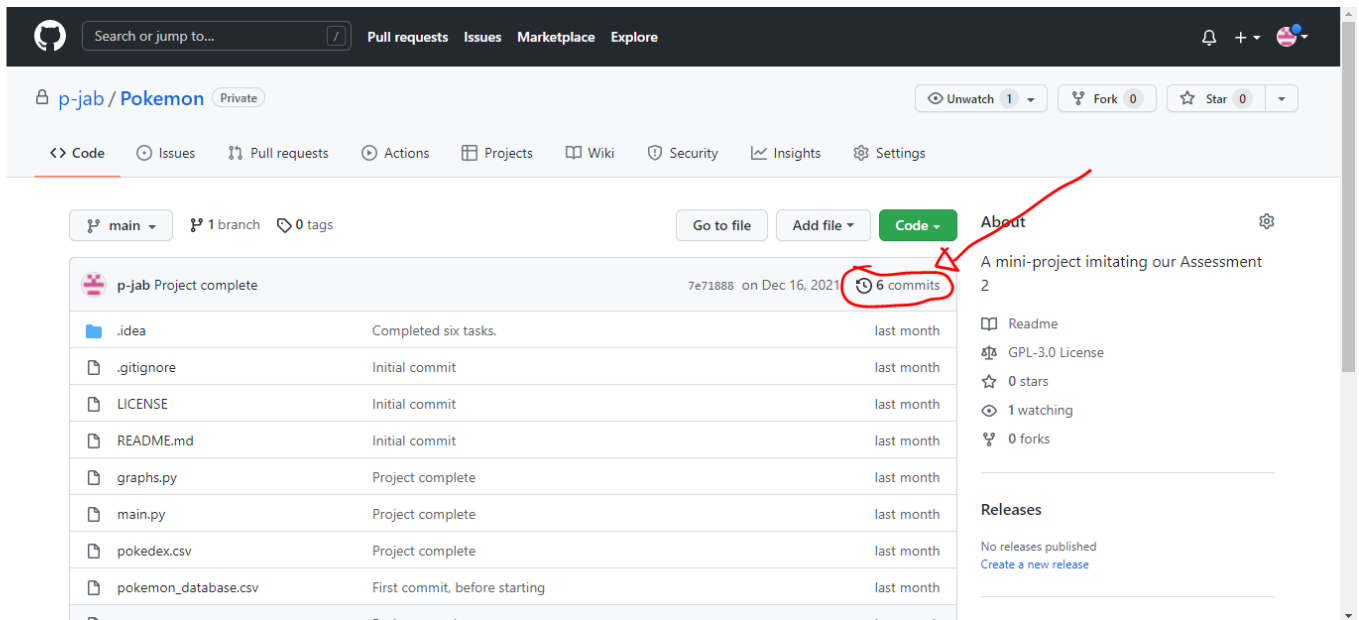 Search or jump to... / Pull requests Issues Marketplace Explore
p-jab / Pokemon Private Unwatch 1 Fork 0 Star 0
Code Issues Pull requests Actions Projects Wiki Security Insights Settings
main 1 branch 0 tags Go to file Add file Code
p-jab Project complete 7e71888 on Dec 16, 2021 6 commits
.idea Completed six tasks. last month
.gitignore Initial commit last month
LICENSE Initial commit last month
README.md Initial commit last month
graphs.py Project complete last month
main.py Project complete last month
pokedex.csv Project complete last month
pokemon_database.csv First commit, before starting last month
About
A mini-project imitating our Assessment
2
Readme
GPL-3.0 License
0 stars
1 watching
0 forks
Releases
No releases published
Create a new release